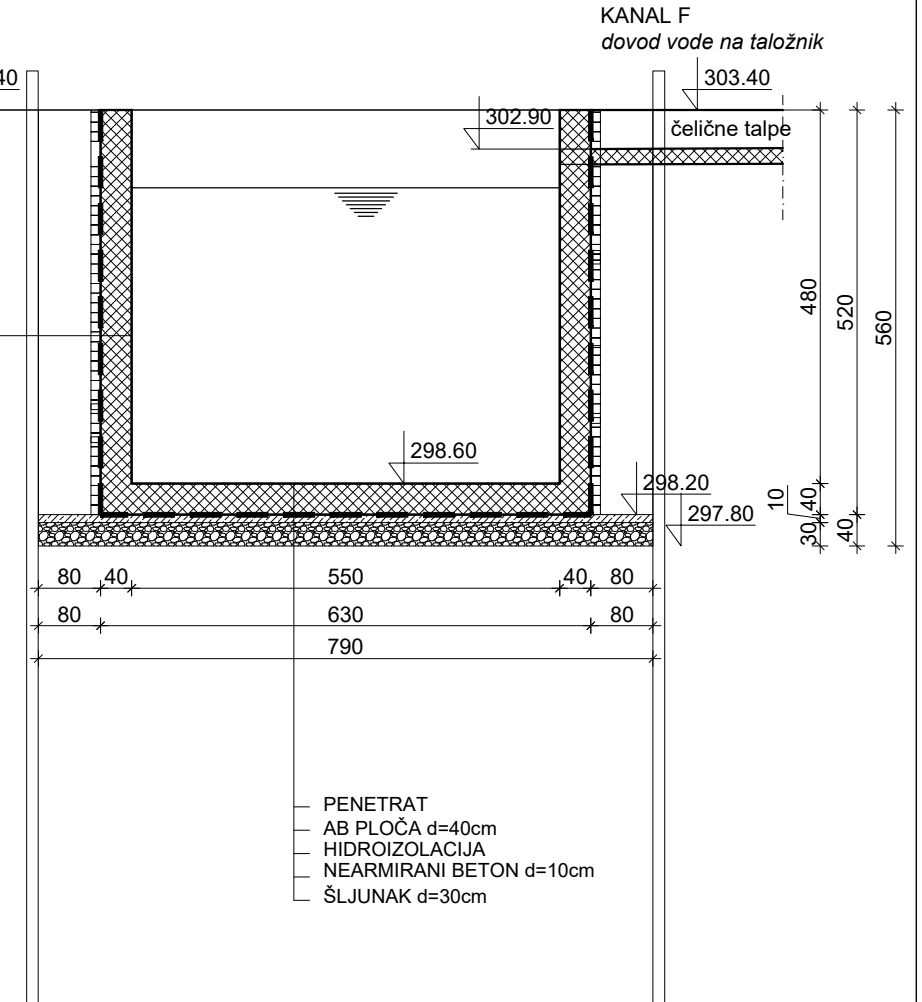 KANAL F
dovod vode na taložnik
40
303.40
302.90
čelične talpe
480
520
560
298.60
298.20
297.80
10
40
30
40
80
40
550
40
80
80
630
80
790
PENETRAT
AB PLOČA d=40cm
HIDROIZOLACIJA
NEARMIRANI BETON d=10cm
ŠLJUNAK d=30cm